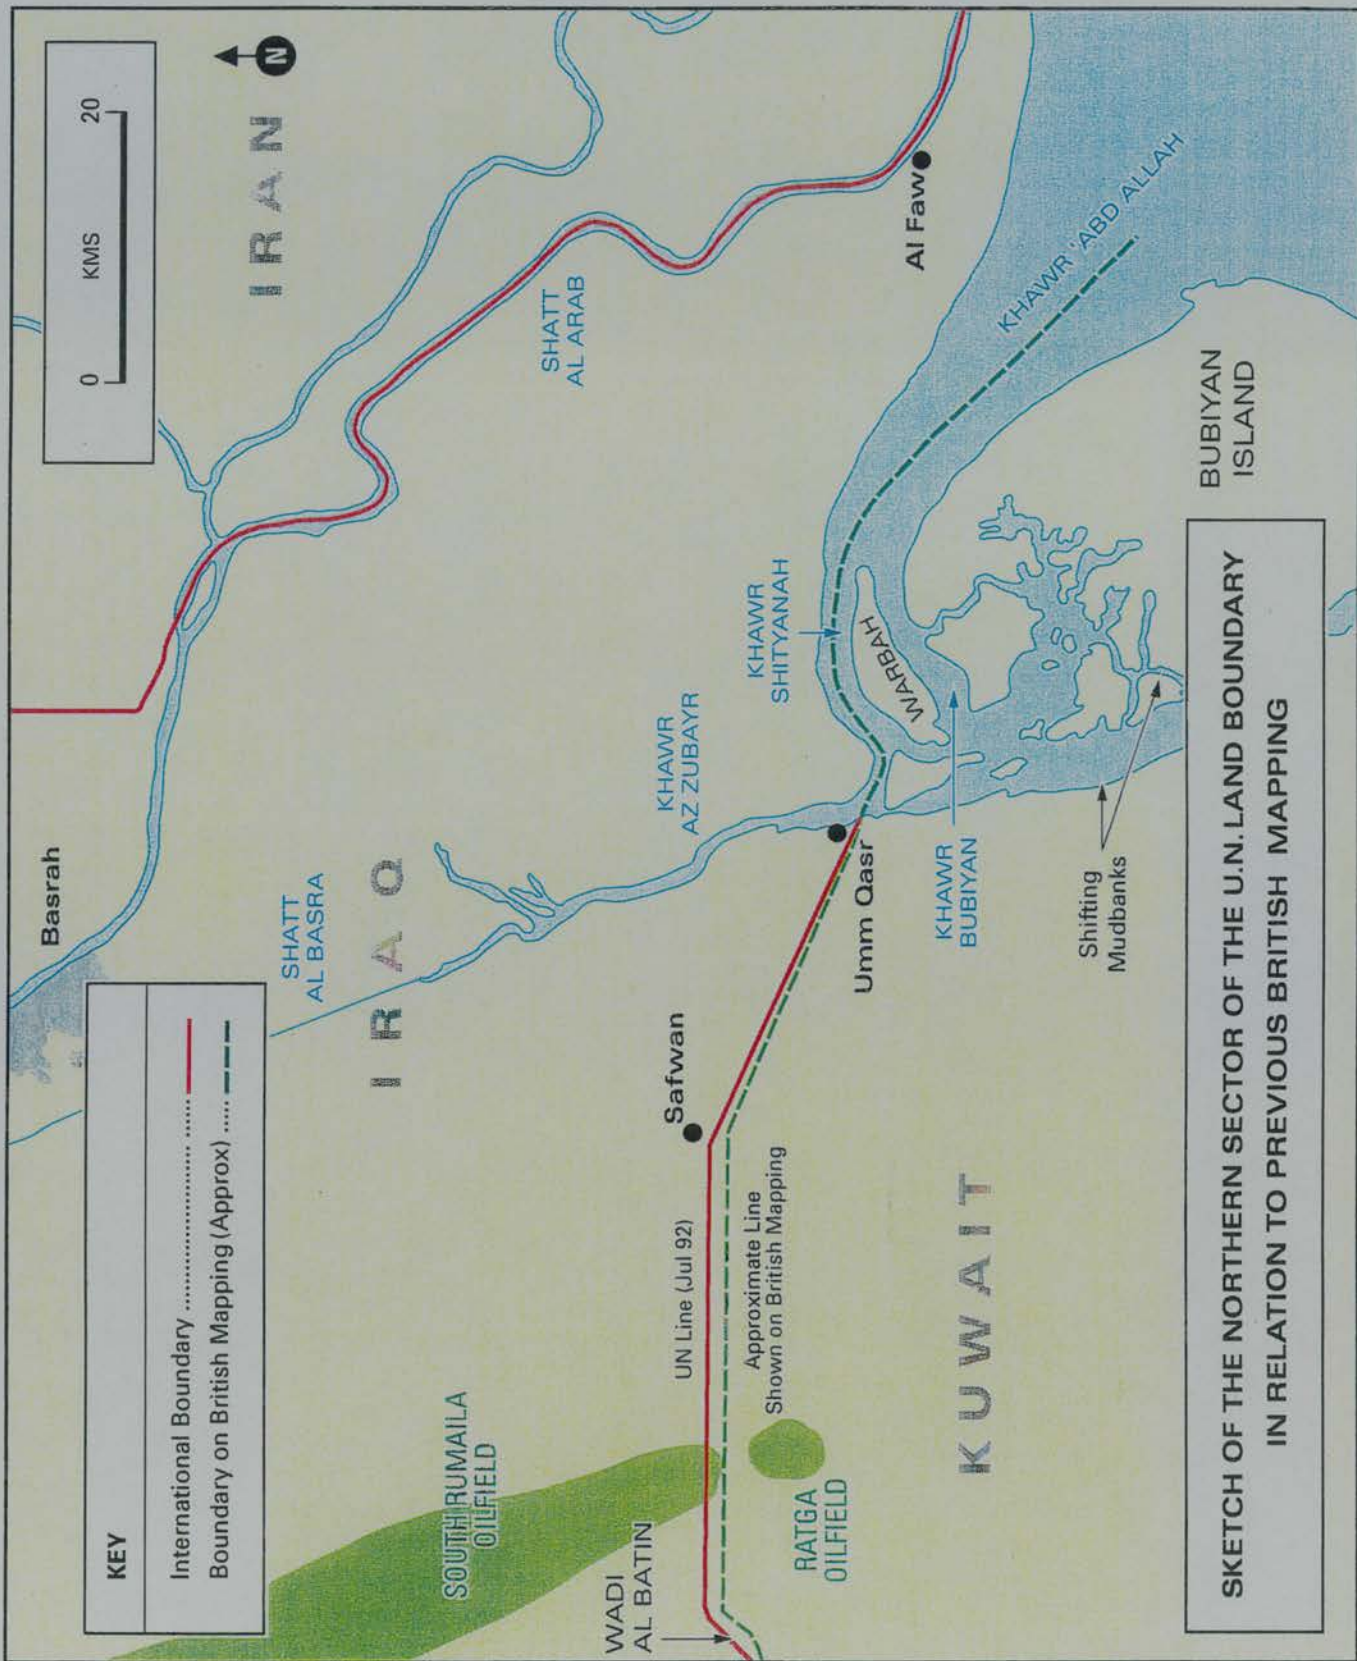 KEY
International Boundary ..............................
Boundary on British Mapping (Approx) .....
0 KMS 20
N
IRAN
IRAQ
KUWAIT
Basrah
SHATT
AL BASRA
SHATT
AL ARAB
KHAWR
AZ ZUBAYR
SOUTH RUMAILA
OILFIELD
Safwan
UN Line (Jul 92)
Approximate Line
Shown on British Mapping
WADI
AL BATIN
RATGA
OILFIELD
Umm Qasr
KHAWR
SHITYANAH
WARBAH
KHAWR
BUBIYAN
Al Faw
KHAWR 'ABD ALLAH
Shifting
Mudbanks
BUBIYAN
ISLAND
SKETCH OF THE NORTHERN SECTOR OF THE U.N. LAND BOUNDARY
IN RELATION TO PREVIOUS BRITISH MAPPING